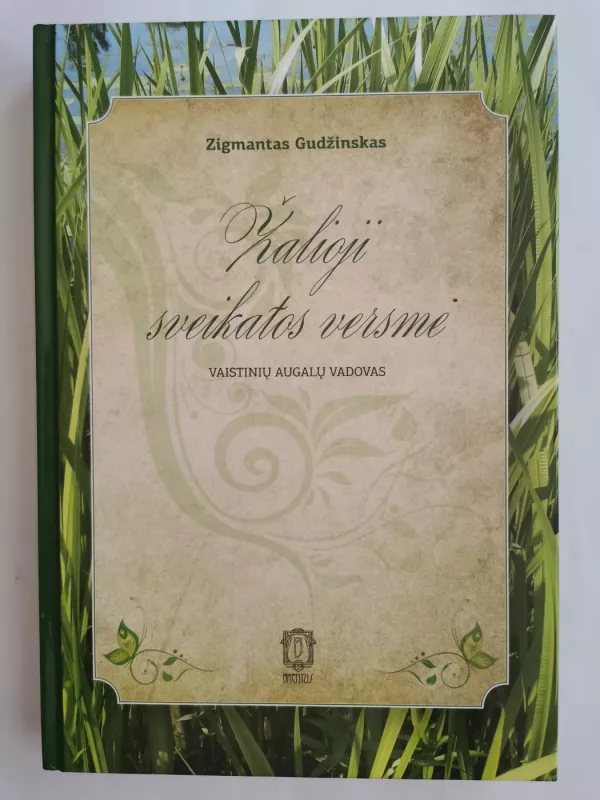 Zigmantas Gudžinskas
Žalioji
sveikatos versmė
VAISTINIŲ AUGALŲ VADOVAS